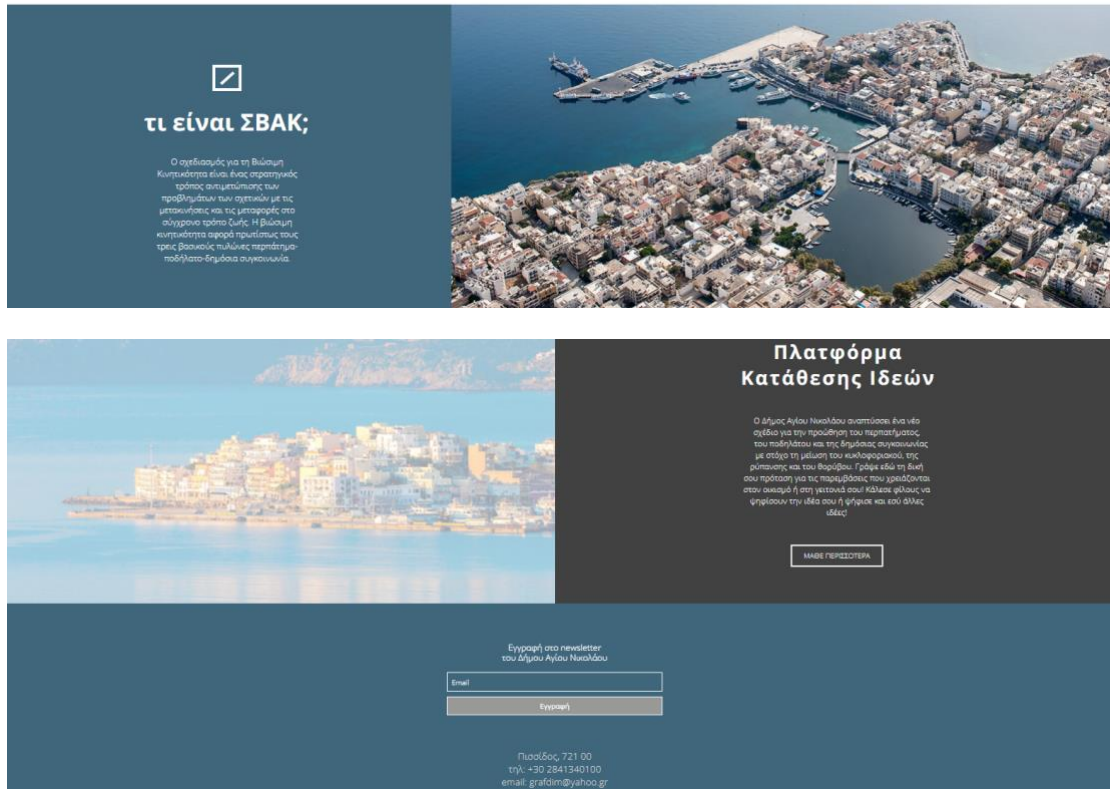 τι είναι ΣΒΑΚ;
Ο σχεδιασμός για τη Βιώσιμη
Κινητικότητα είναι ένας στρατηγικός
τρόπος αντιμετώπισης των
προβλημάτων των σχετικών με τις
μετακινήσεις και τις μεταφορές στο
σύγχρονο τρόπο ζωής. Η βιώσιμη
κινητικότητα αφορά πρωτίστως τους
τρεις βασικούς πυλώνες περπάτημα-
ποδήλατο-δημόσια συγκοινωνία.
Πλατφόρμα
Κατάθεσης Ιδεών
Ο Δήμος Αγίου Νικολάου αναπτύσσει ένα νέο
σχέδιο για την προώθηση του περπατήματος,
του ποδηλάτου και της δημόσιας συγκοινωνίας
με στόχο τη μείωση του κυκλοφοριακού, της
ρύπανσης και του θορύβου. Γράψε εδώ τη δική
σου πρόταση για τις παρεμβάσεις που χρειάζονται
στον οικισμό ή στη γειτονιά σου! Κάλεσε φίλους να
ψηφίσουν την ιδέα σου ή ψήφισε και εσύ άλλες
ιδέες!
ΜΑΘΕ ΠΕΡΙΣΣΟΤΕΡΑ
Εγγραφή στο newsletter
του Δήμου Αγίου Νικολάου
Email
Εγγραφή
Πισσίδος, 721 00
τηλ: +30 2841340100
email: grafdim@yahoo.gr